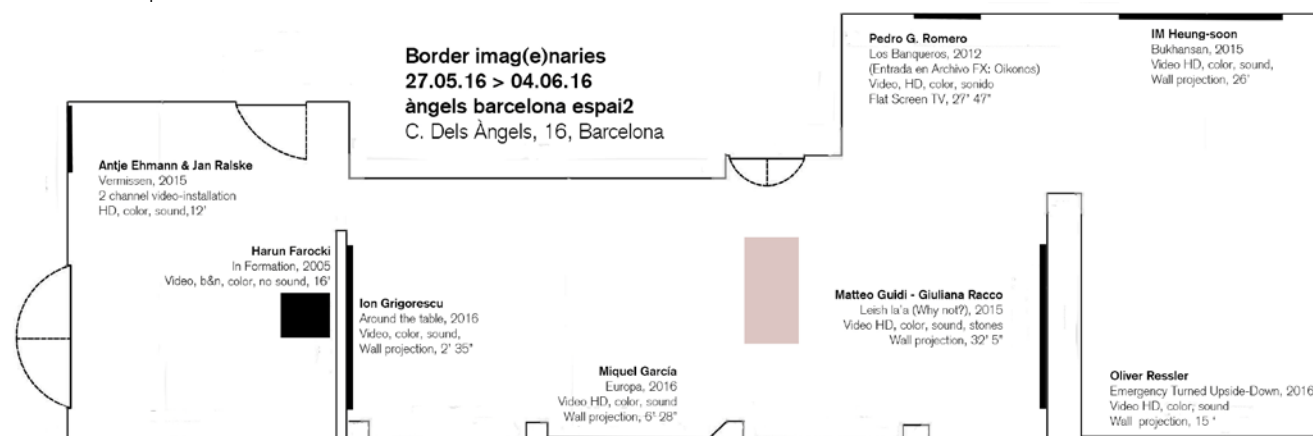 Border imag(e)naries
27.05.16 > 04.06.16
àngels barcelona espai2
C. Dels Àngels, 16, Barcelona
Pedro G. Romero
Los Banqueros, 2012
(Entrada en Archivo FX: Oikonos)
Video, HD, color, sonido
Flat Screen TV, 27' 47"
IM Heung-soon
Bukhansan, 2015
Video HD, color, sound,
Wall projection, 26'
Antje Ehmann & Jan Ralske
Vermissen, 2015
2 channel video-installation
HD, color, sound,12'
Harun Farocki
In Formation, 2005
Video, b&n, color, no sound, 16'
Ion Grigorescu
Around the table, 2016
Video, color, sound,
Wall projection, 2' 35"
Miquel García
Europa, 2016
Video HD, color, sound
Wall projection, 6' 28"
Matteo Guidi - Giuliana Racco
Leish la'a (Why not?), 2015
Video HD, color, sound, stones
Wall projection, 32' 5"
Oliver Ressler
Emergency Turned Upside-Down, 2016
Video HD, color, sound
Wall projection, 15 '